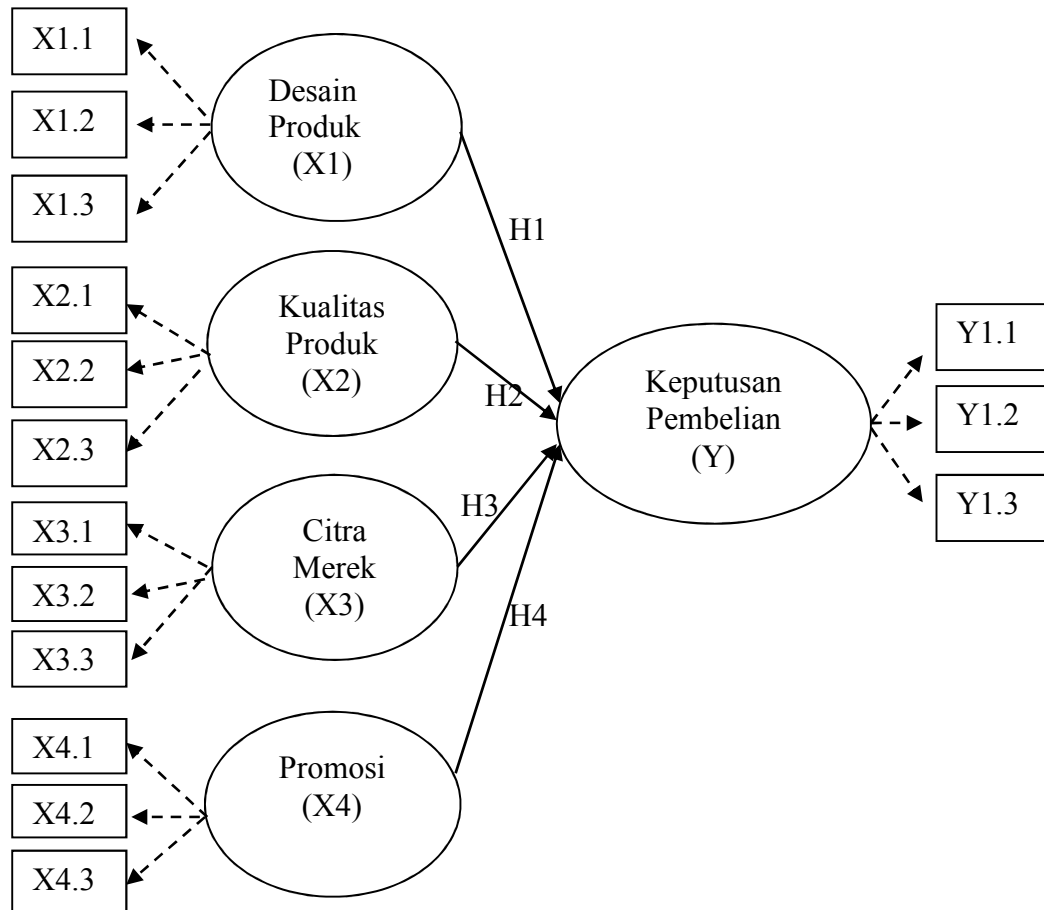 X1.1
X1.2
X1.3
Desain
Produk
(X1)
H1
X2.1
X2.2
X2.3
Kualitas
Produk
(X2)
H2
X3.1
X3.2
X3.3
Citra
Merek
(X3)
H3
X4.1
X4.2
X4.3
Promosi
(X4)
H4
Keputusan
Pembelian
(Y)
Y1.1
Y1.2
Y1.3